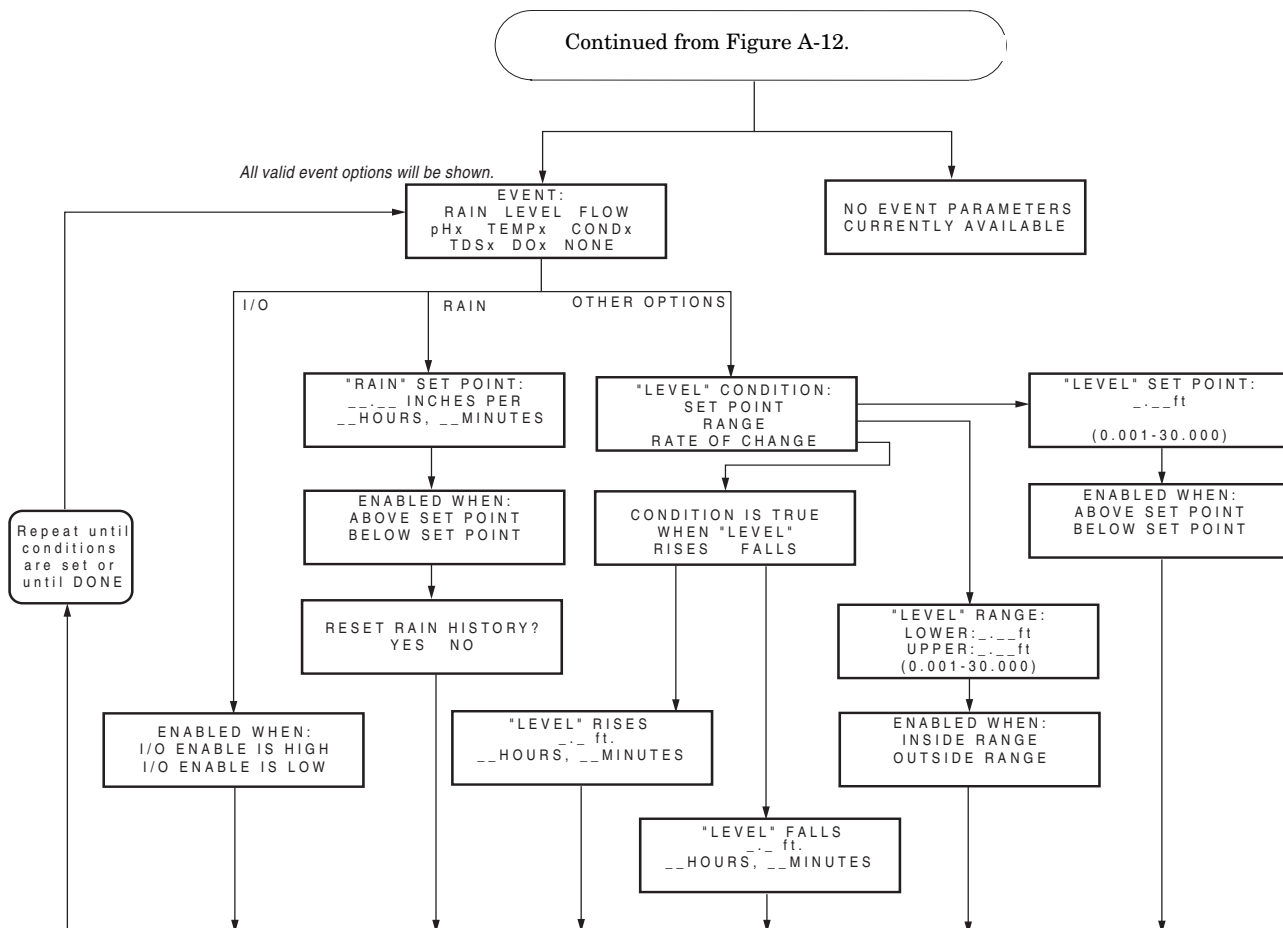 Continued from Figure A-12.
All valid event options will be shown.
EVENT:
RAIN LEVEL FLOW
pHx TEMPx CONDx
TDSx DOx NONE
NO EVENT PARAMETERS
CURRENTLY AVAILABLE
I/O
RAIN
OTHER OPTIONS
"RAIN" SET POINT:
__.__ INCHES PER
__HOURS, __MINUTES
"LEVEL" CONDITION:
SET POINT
RANGE
RATE OF CHANGE
"LEVEL" SET POINT:
_.__ft
(0.001-30.000)
ENABLED WHEN:
ABOVE SET POINT
BELOW SET POINT
CONDITION IS TRUE
WHEN "LEVEL"
RISES FALLS
ENABLED WHEN:
ABOVE SET POINT
BELOW SET POINT
Repeat until
conditions
are set or
until DONE
RESET RAIN HISTORY?
YES NO
"LEVEL" RANGE:
LOWER:_.__ft
UPPER:_.__ft
(0.001-30.000)
ENABLED WHEN:
I/O ENABLE IS HIGH
I/O ENABLE IS LOW
"LEVEL" RISES
_._ ft.
__HOURS, __MINUTES
ENABLED WHEN:
INSIDE RANGE
OUTSIDE RANGE
"LEVEL" FALLS
_._ ft.
__HOURS, __MINUTES